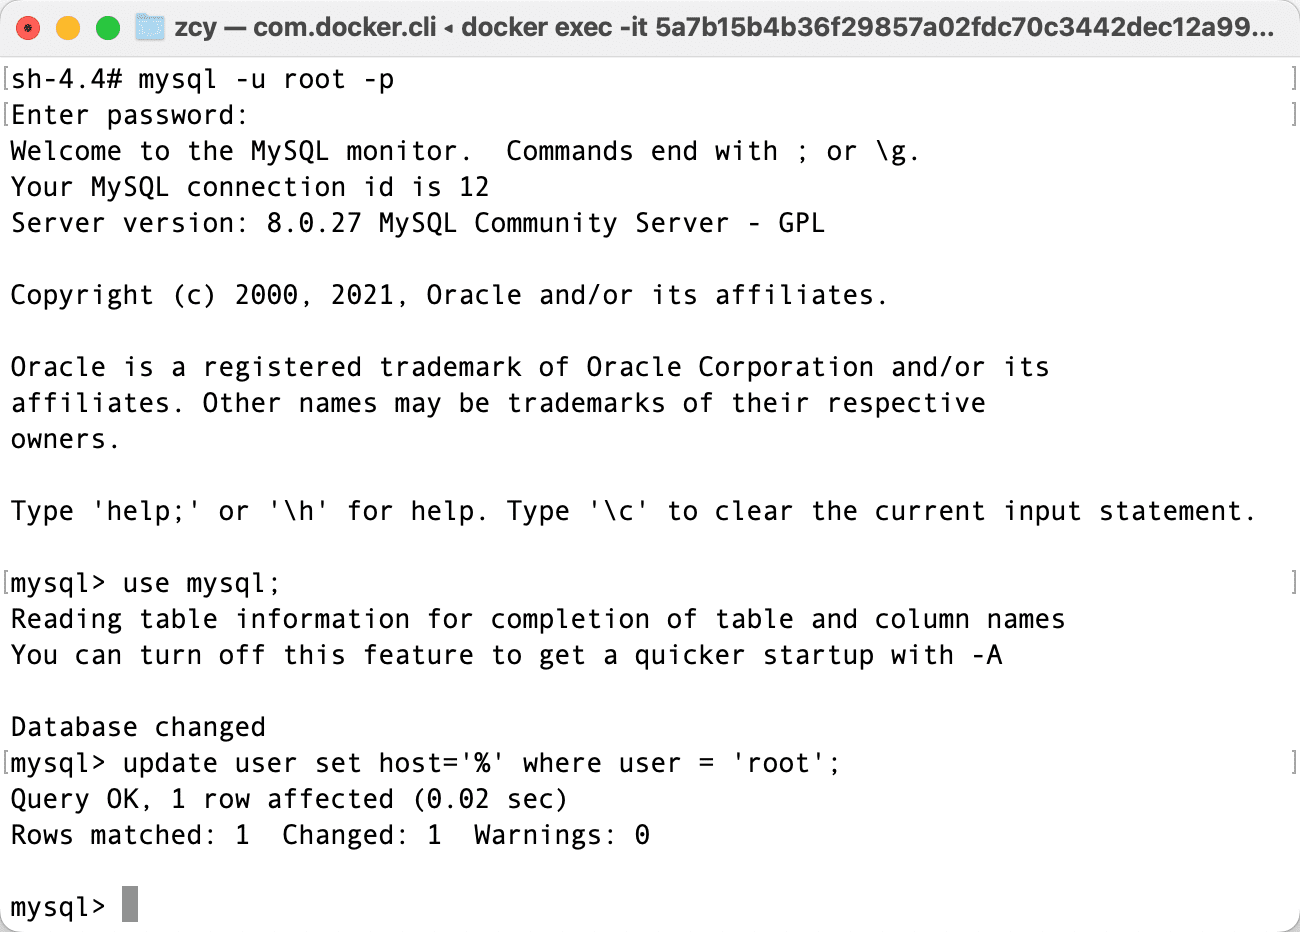 zcy — com.docker.cli ◂ docker exec -it 5a7b15b4b36f29857a02fdc70c3442dec12a99...
[sh-4.4# mysql -u root -p ]
[Enter password: ]
Welcome to the MySQL monitor.  Commands end with ; or \g.
Your MySQL connection id is 12
Server version: 8.0.27 MySQL Community Server - GPL
Copyright (c) 2000, 2021, Oracle and/or its affiliates.
Oracle is a registered trademark of Oracle Corporation and/or its
affiliates. Other names may be trademarks of their respective
owners.
Type 'help;' or '\h' for help. Type '\c' to clear the current input statement.
[mysql> use mysql; ]
Reading table information for completion of table and column names
You can turn off this feature to get a quicker startup with -A
Database changed
[mysql> update user set host='%' where user = 'root'; ]
Query OK, 1 row affected (0.02 sec)
Rows matched: 1  Changed: 1  Warnings: 0
mysql>